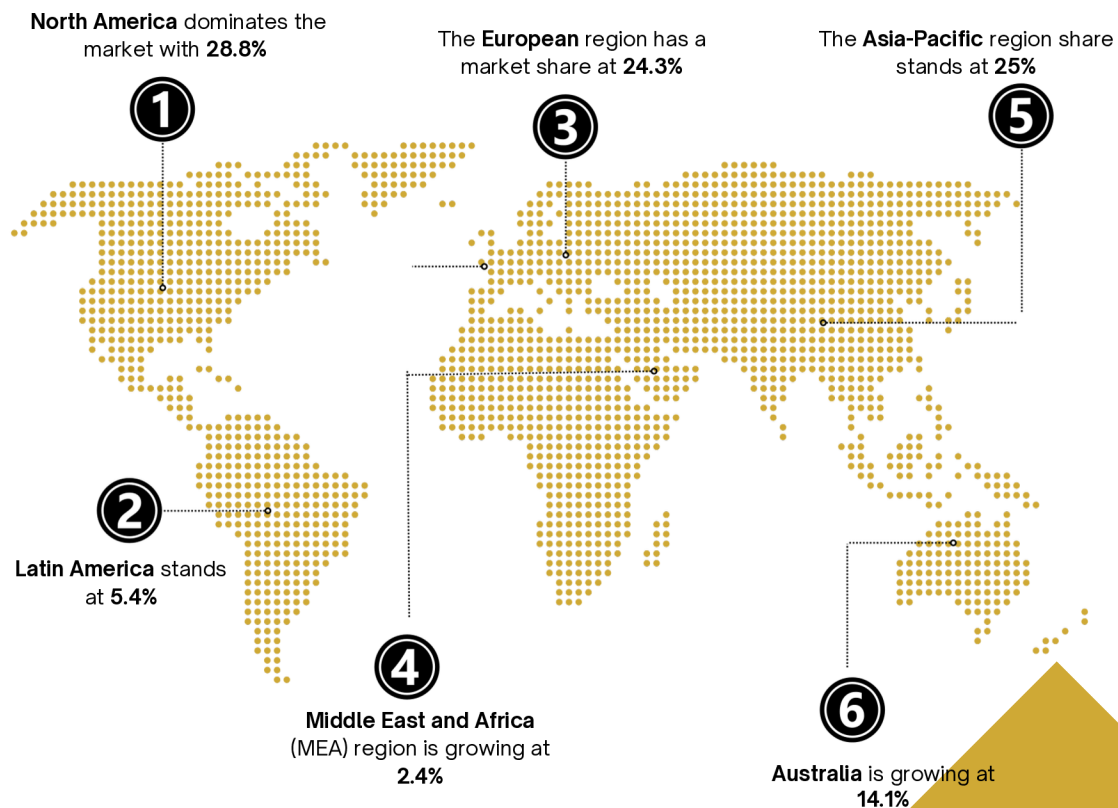 North America dominates the
market with 28.8%
1
The European region has a
market share at 24.3%
3
The Asia-Pacific region share
stands at 25%
5
2
Latin America stands
at 5.4%
4
Middle East and Africa
(MEA) region is growing at
2.4%
6
Australia is growing at
14.1%